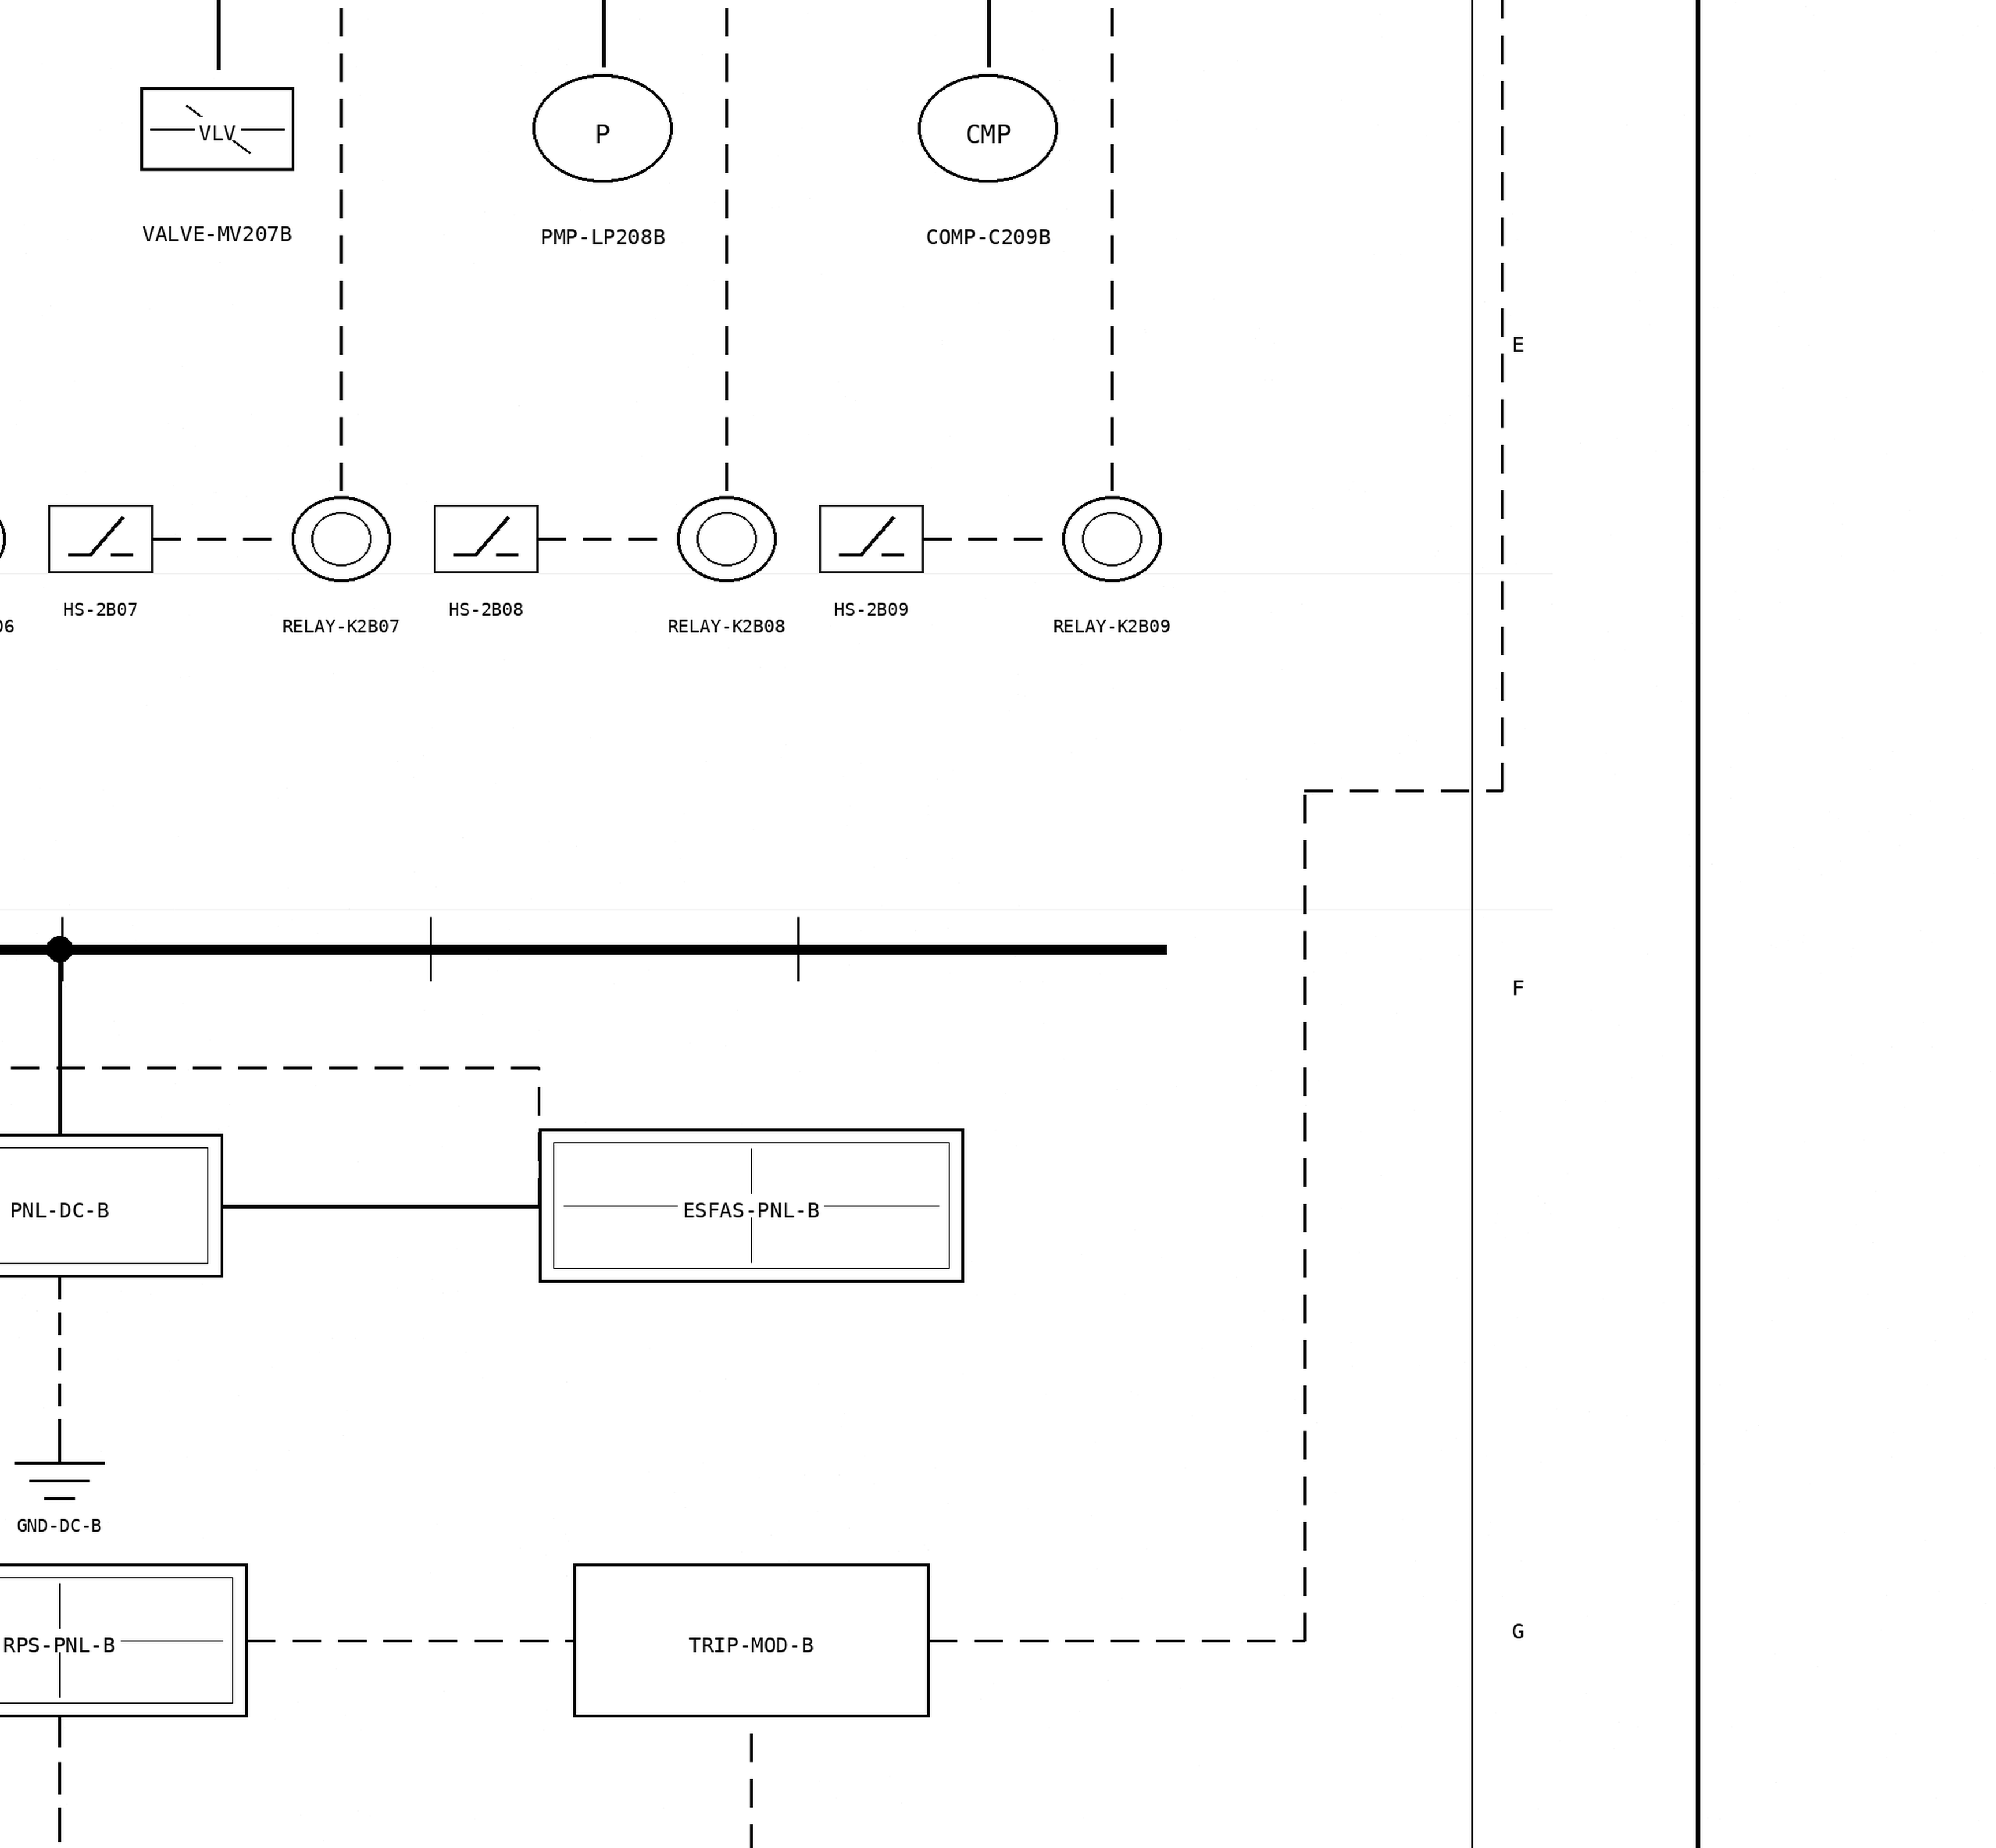 VLV
P
CMP
VALVE-MV207B
PMP-LP208B
COMP-C209B
E
HS-2B07
HS-2B08
HS-2B09
06
RELAY-K2B07
RELAY-K2B08
RELAY-K2B09
F
PNL-DC-B
ESFAS-PNL-B
GND-DC-B
G
RPS-PNL-B
TRIP-MOD-B